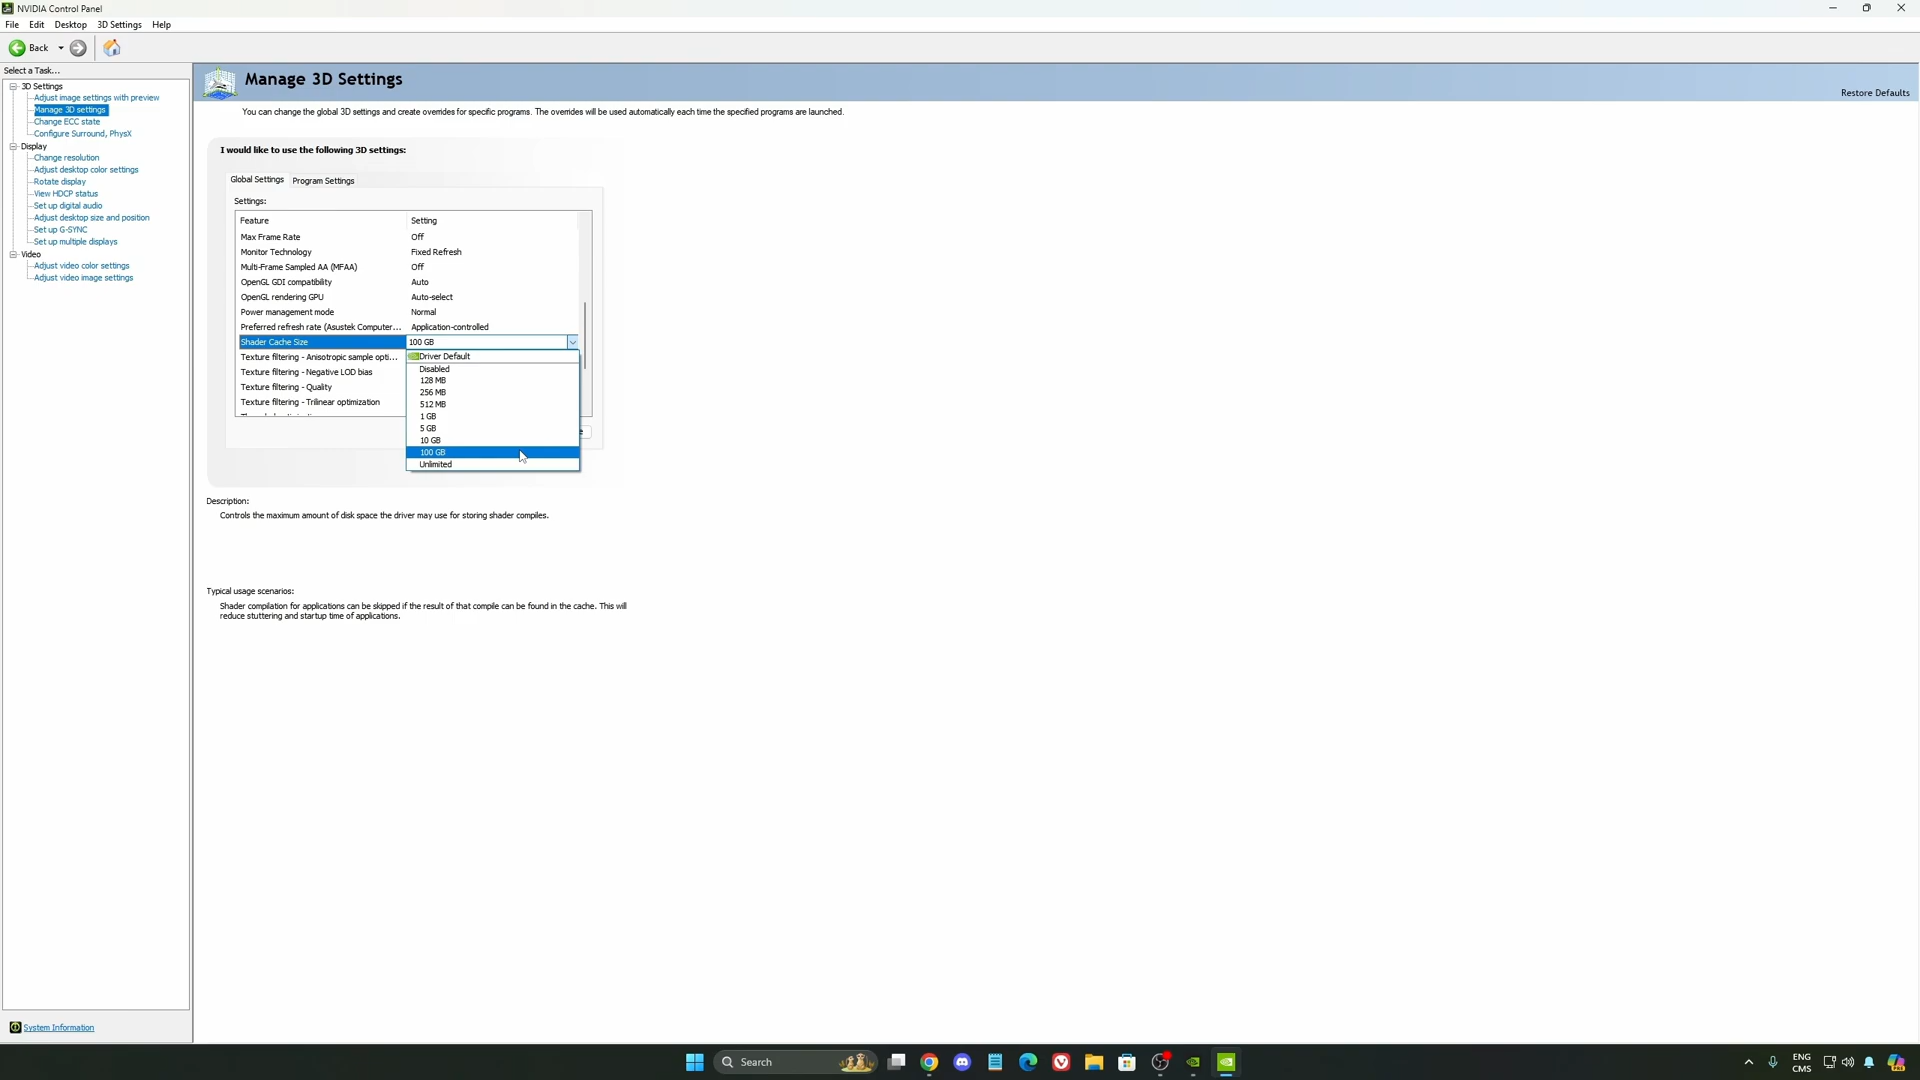 NVIDIA Control Panel
File Edit Desktop 3D Settings Help
Back
Select a Task...
3D Settings
Adjust image settings with preview
Manage 3D settings
Change ECC state
Configure Surround, PhysX
Display
Change resolution
Adjust desktop color settings
Rotate display
View HDCP status
Set up digital audio
Adjust desktop size and position
Set up G-SYNC
Set up multiple displays
Video
Adjust video color settings
Adjust video image settings
System Information
Manage 3D Settings
Restore Defaults
You can change the global 3D settings and create overrides for specific programs. The overrides will be used automatically each time the specified programs are launched.
I would like to use the following 3D settings:
Global Settings Program Settings
Settings:
Feature Setting
Max Frame Rate Off
Monitor Technology Fixed Refresh
Multi-Frame Sampled AA (MFAA) Off
OpenGL GDI compatibility Auto
OpenGL rendering GPU Auto-select
Power management mode Normal
Preferred refresh rate (Asustek Computer... Application-controlled
Shader Cache Size 100 GB
Texture filtering - Anisotropic sample opti...
Texture filtering - Negative LOD bias
Texture filtering - Quality
Texture filtering - Trilinear optimization
Driver Default
Disabled
128 MB
256 MB
512 MB
1 GB
5 GB
10 GB
100 GB
Unlimited
Description:
Controls the maximum amount of disk space the driver may use for storing shader compiles.
Typical usage scenarios:
Shader compilation for applications can be skipped if the result of that compile can be found in the cache. This will
reduce stuttering and startup time of applications.
Search
ENG
CMS